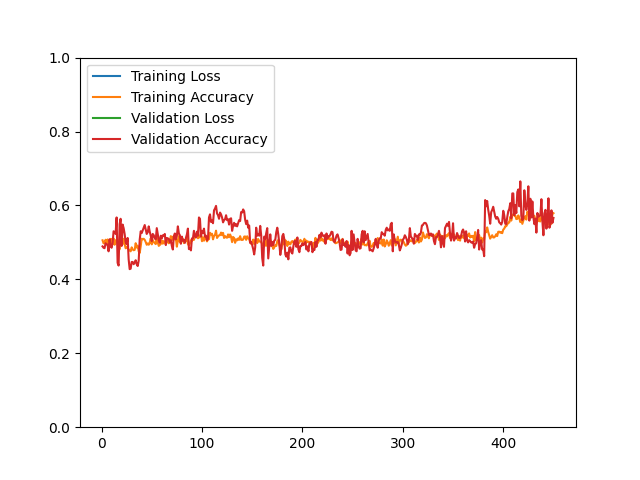 1.0
0.8
0.6
0.4
0.2
0.0
Training Loss
Training Accuracy
Validation Loss
Validation Accuracy
0 100 200 300 400